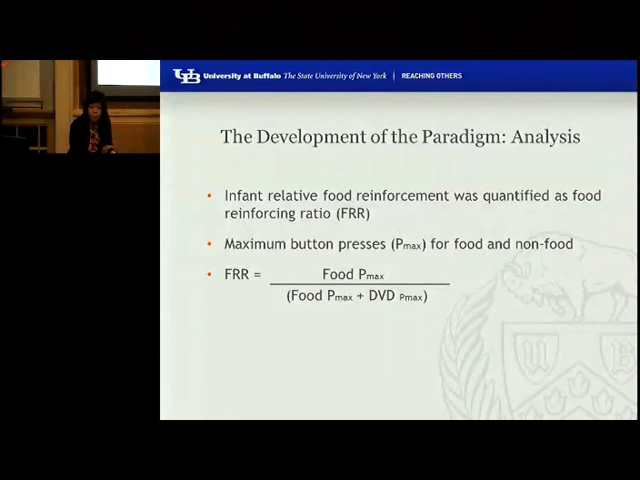 UB University at Buffalo The State University of New York | REACHING OTHERS
The Development of the Paradigm: Analysis
• Infant relative food reinforcement was quantified as food
reinforcing ratio (FRR)
• Maximum button presses (Pmax) for food and non-food
• FRR = Food Pmax
(Food Pmax + DVD Pmax)
U B